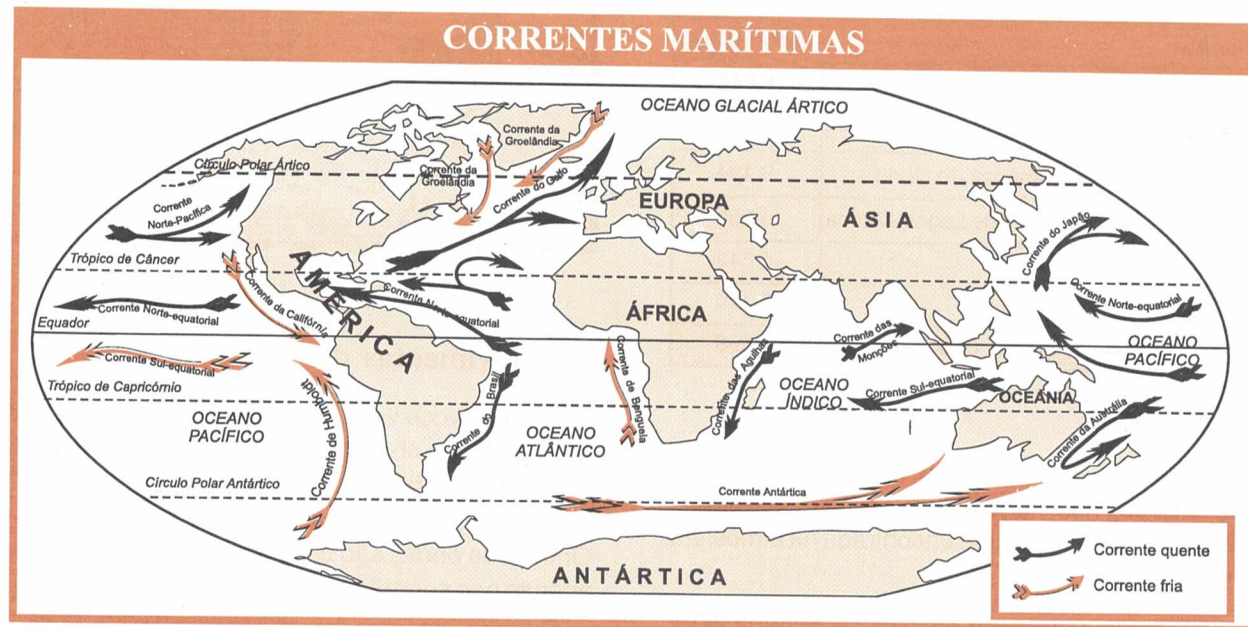 CORRENTES MARÍTIMAS
OCEANO GLACIAL ÁRTICO
Corrente da
Groelândia
Círculo Polar Ártico
Corrente da
Groelândia
Corrente do Golfo
Corrente
Norte-Pacífica
EUROPA
ÁSIA
Corrente do Japão
Trópico de Câncer
AMÉRICA
Corrente da Califórnia
Corrente Norte-equatorial
Corrente Norte-equatorial
ÁFRICA
Corrente Norte-equatorial
Equador
Corrente das
Monções
OCEANO
PACÍFICO
Corrente Sul-equatorial
Corrente de Humboldt
Corrente do Brasil
Corrente de Benguela
Corrente das Agulhas
OCEANO
ÍNDICO
Corrente Sul-equatorial
OCEANIA
Trópico de Capricórnio
OCEANO
PACÍFICO
OCEANO
ATLÂNTICO
Corrente da Austrália
Círculo Polar Antártico
Corrente Antártica
ANTÁRTICA
Corrente quente
Corrente fria